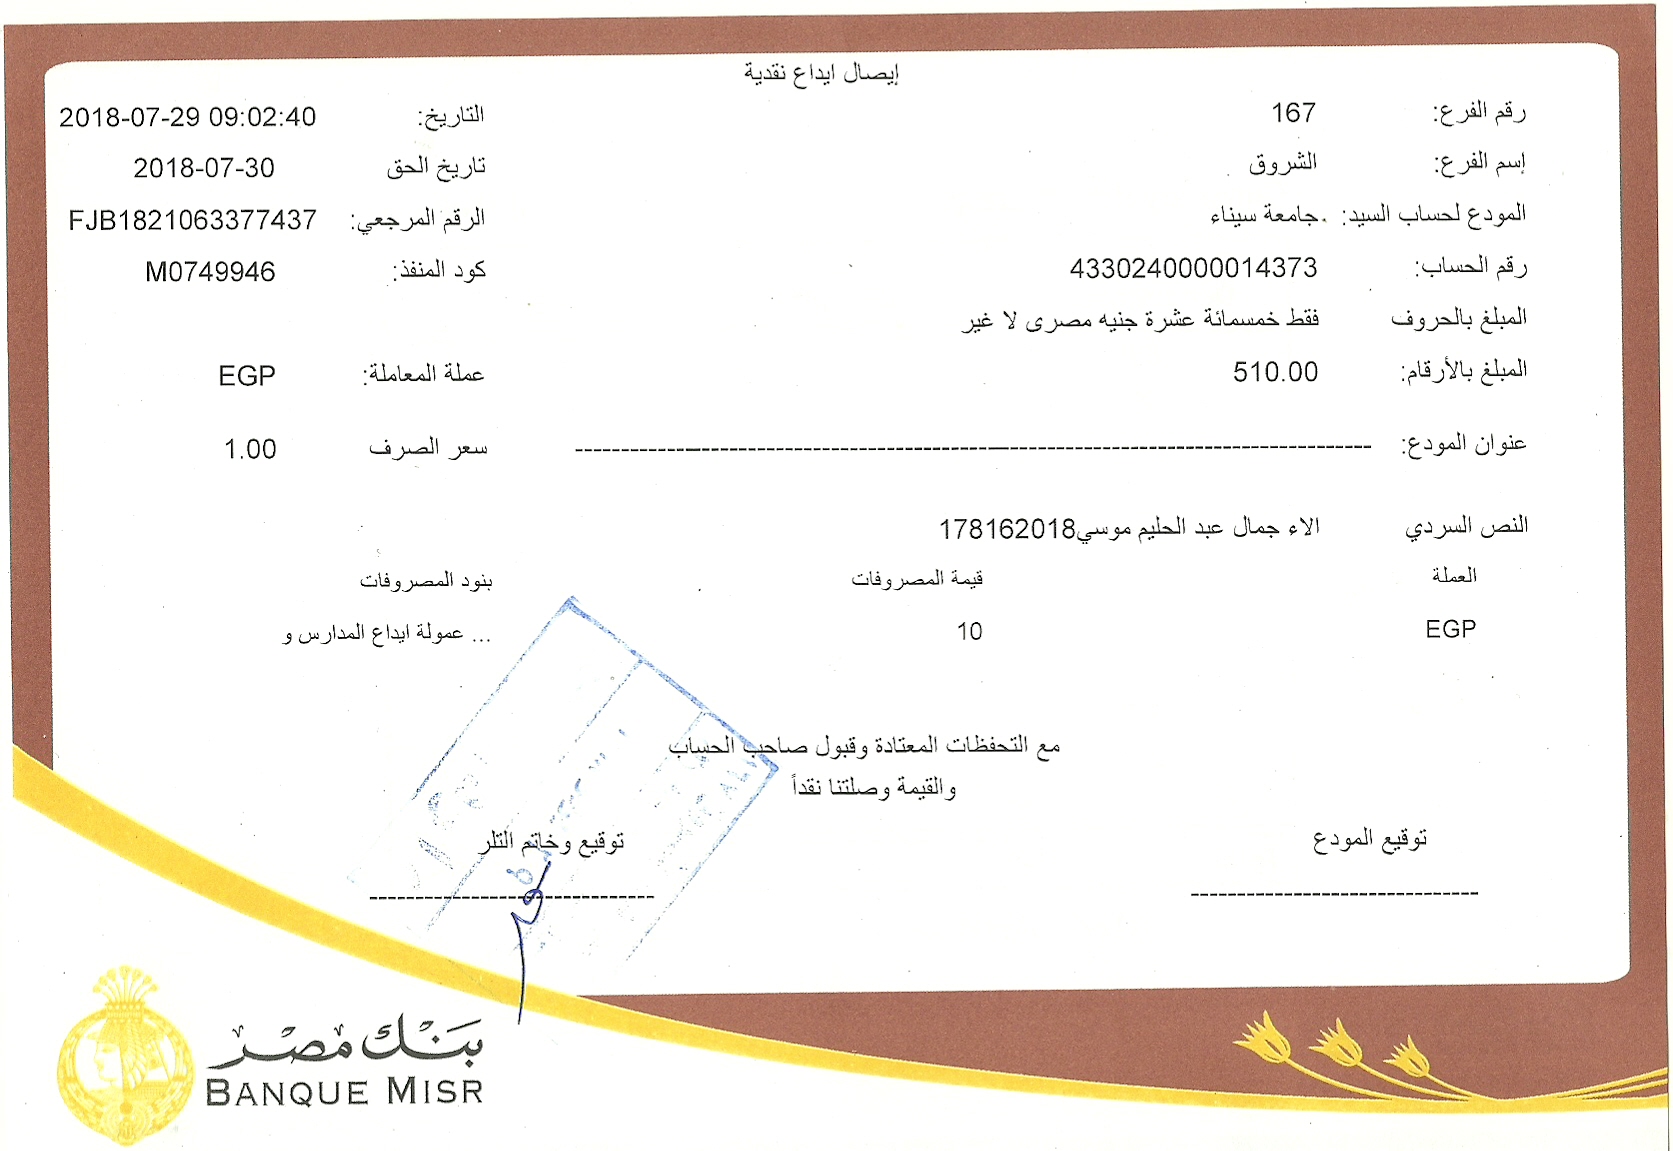 إيصال ايداع نقدية
رقم الفرع: 167 التاريخ: 2018-07-29 09:02:40
إسم الفرع: الشروق تاريخ الحق 2018-07-30
المودع لحساب السيد: جامعة سيناء الرقم المرجعي: FJB1821063377437
رقم الحساب: 4330240000014373 كود المنفذ: M0749946
المبلغ بالحروف فقط خمسمائة عشرة جنيه مصرى لا غير
المبلغ بالأرقام: 510.00 عملة المعاملة: EGP
عنوان المودع: سعر الصرف 1.00
النص السردي الاء جمال عبد الحليم موسي178162018
العملة قيمة المصروفات بنود المصروفات
EGP 10 عمولة ايداع المدارس و ...
مع التحفظات المعتادة وقبول صاحب الحساب
والقيمة وصلتنا نقداً
توقيع المودع توقيع وخاتم التلر
بنك مصر
BANQUE MISR